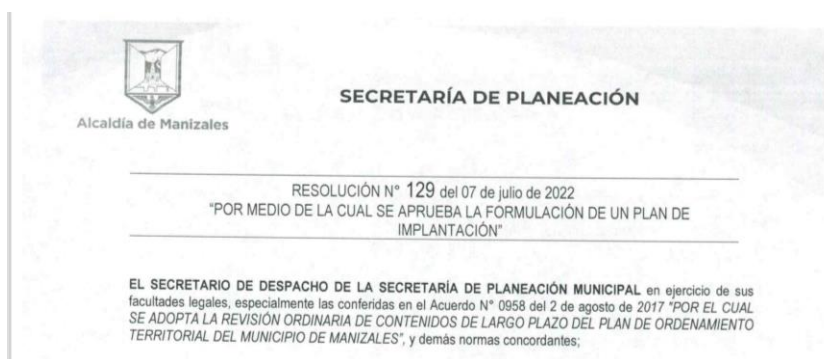 Alcaldía de Manizales
SECRETARÍA DE PLANEACIÓN
RESOLUCIÓN N° 129 del 07 de julio de 2022
"POR MEDIO DE LA CUAL SE APRUEBA LA FORMULACIÓN DE UN PLAN DE
IMPLANTACIÓN"
EL SECRETARIO DE DESPACHO DE LA SECRETARÍA DE PLANEACIÓN MUNICIPAL en ejercicio de sus
facultades legales, especialmente las conferidas en el Acuerdo N° 0958 del 2 de agosto de 2017 "POR EL CUAL
SE ADOPTA LA REVISIÓN ORDINARIA DE CONTENIDOS DE LARGO PLAZO DEL PLAN DE ORDENAMIENTO
TERRITORIAL DEL MUNICIPIO DE MANIZALES", y demás normas concordantes;